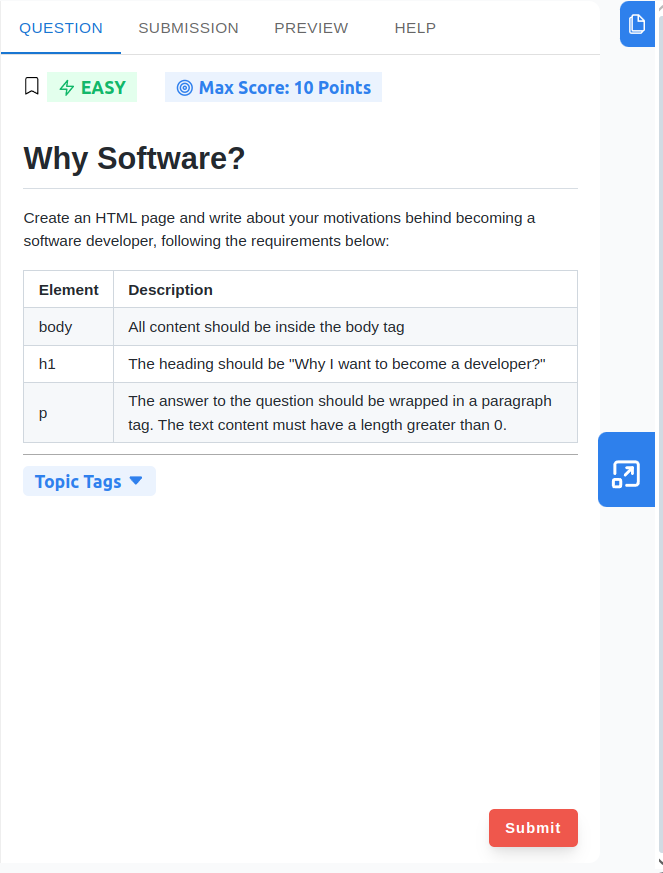 QUESTION SUBMISSION PREVIEW HELP
EASY Max Score: 10 Points
Why Software?
Create an HTML page and write about your motivations behind becoming a
software developer, following the requirements below:
Element Description
body All content should be inside the body tag
h1 The heading should be "Why I want to become a developer?"
p The answer to the question should be wrapped in a paragraph
tag. The text content must have a length greater than 0.
Topic Tags
Submit